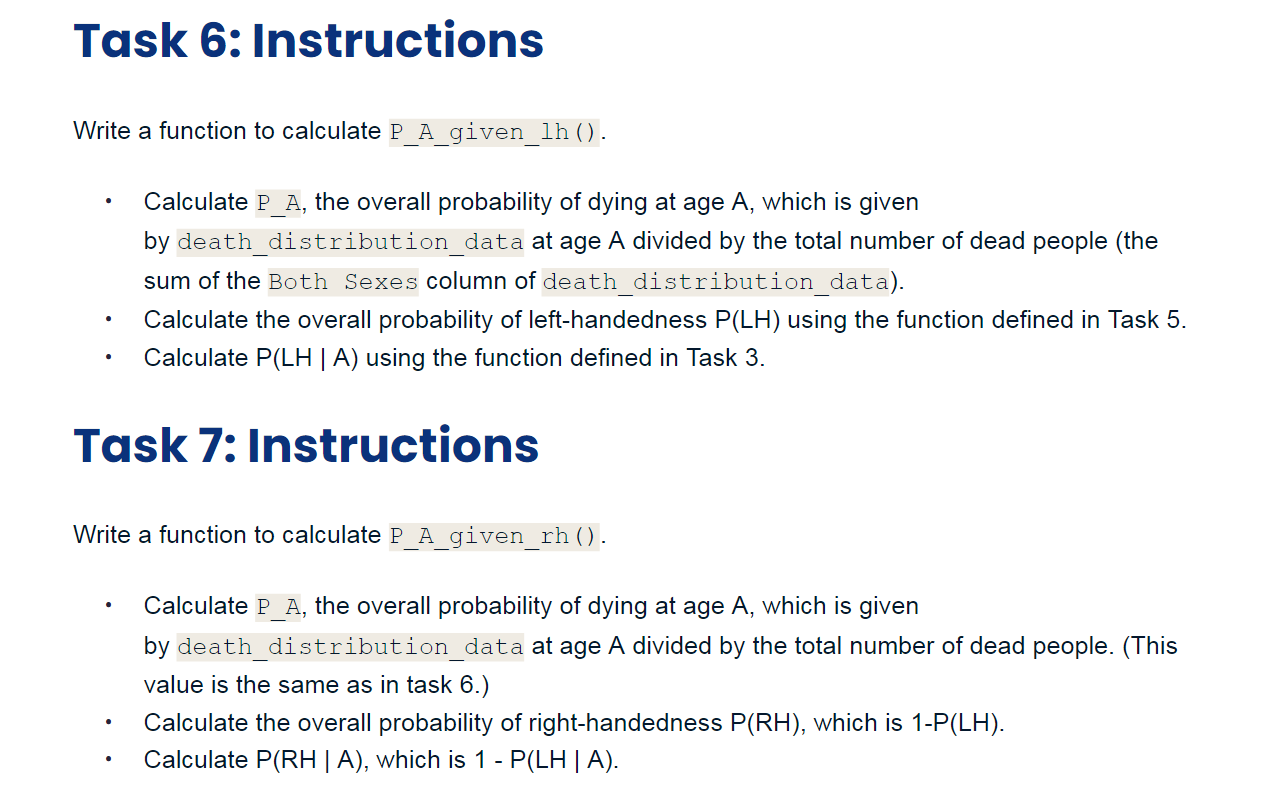 Task 6: Instructions
Write a function to calculate P_A_given_lh().
• Calculate P_A, the overall probability of dying at age A, which is given
by death_distribution_data at age A divided by the total number of dead people (the
sum of the Both Sexes column of death_distribution_data).
• Calculate the overall probability of left-handedness P(LH) using the function defined in Task 5.
• Calculate P(LH | A) using the function defined in Task 3.
Task 7: Instructions
Write a function to calculate P_A_given_rh().
• Calculate P_A, the overall probability of dying at age A, which is given
by death_distribution_data at age A divided by the total number of dead people. (This
value is the same as in task 6.)
• Calculate the overall probability of right-handedness P(RH), which is 1-P(LH).
• Calculate P(RH | A), which is 1 - P(LH | A).